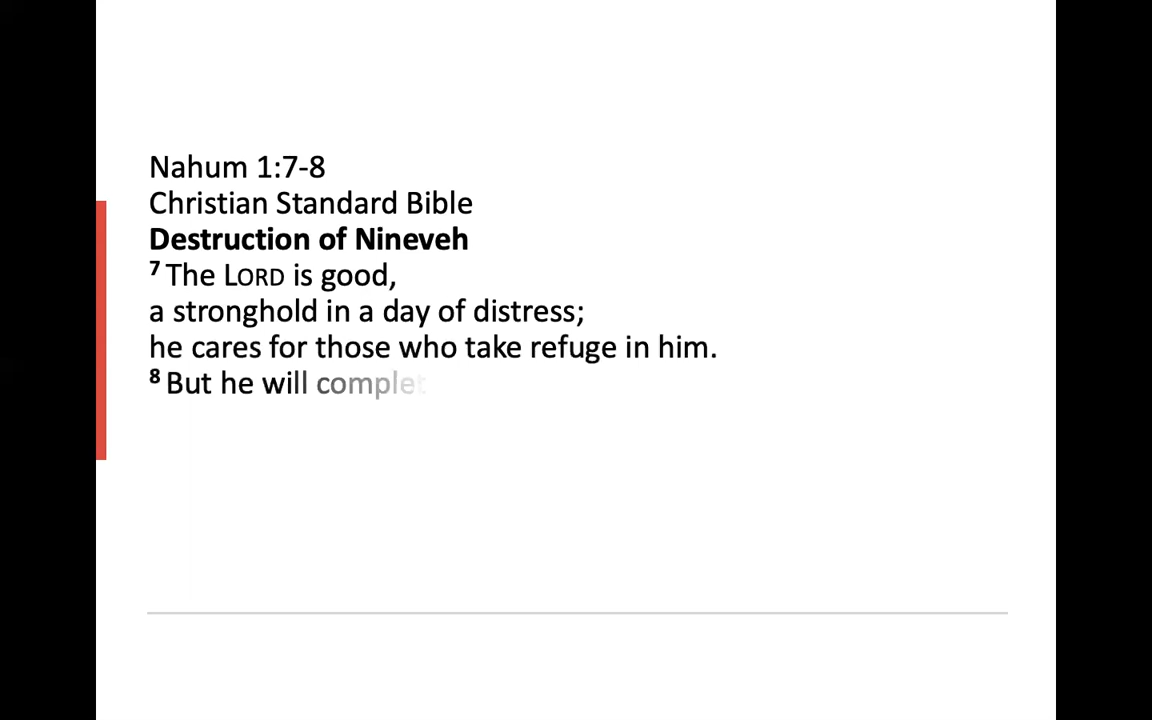 Nahum 1:7-8
Christian Standard Bible
Destruction of Nineveh
7 The LORD is good,
a stronghold in a day of distress;
he cares for those who take refuge in him.
8 But he will complet